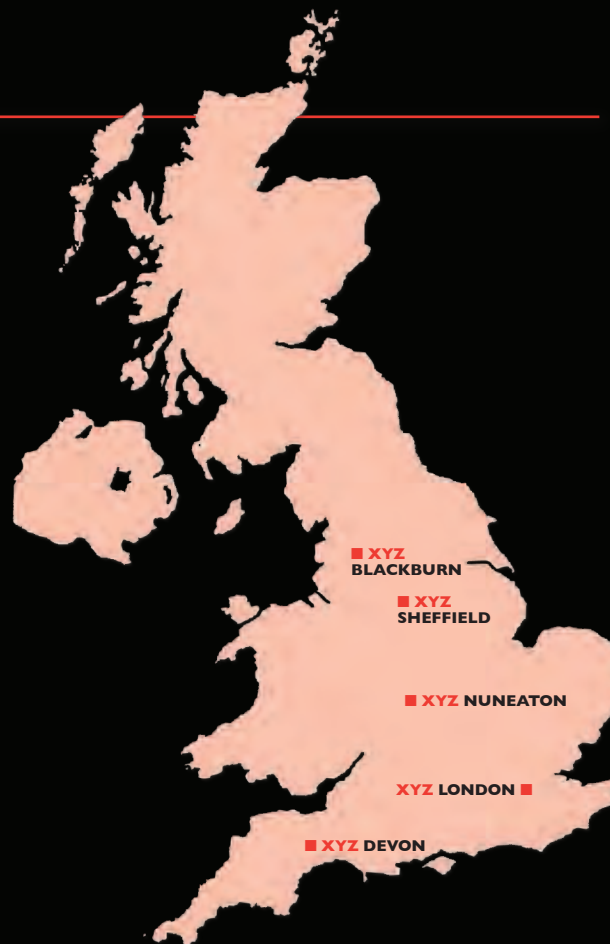 XYZ
BLACKBURN
XYZ
SHEFFIELD
XYZ NUNEATON
XYZ LONDON
XYZ DEVON